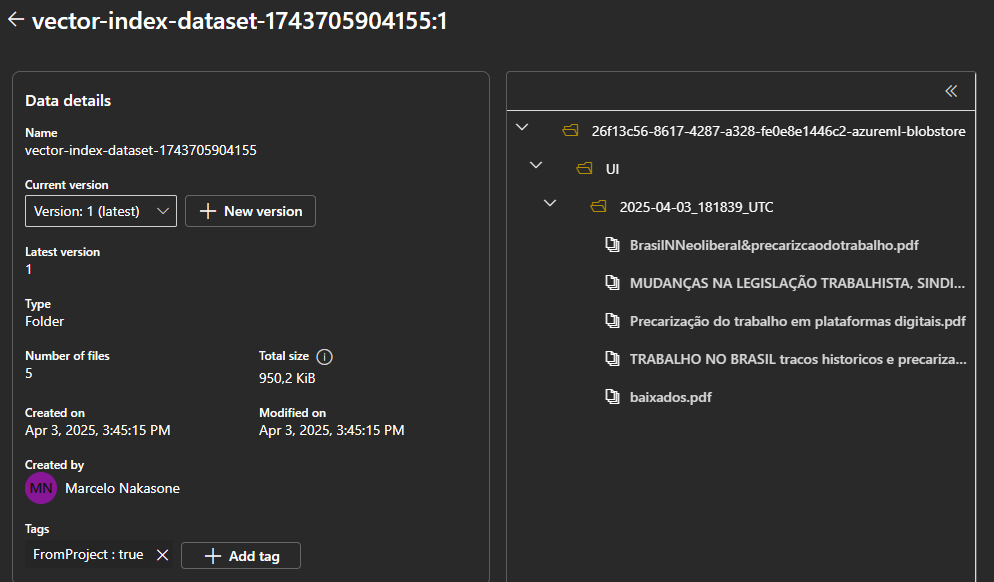 vector-index-dataset-1743705904155:1
Data details
Name
vector-index-dataset-1743705904155
Current version
Version: 1 (latest)
New version
Latest version
1
Type
Folder
Number of files
5
Total size
950,2 KiB
Created on
Apr 3, 2025, 3:45:15 PM
Modified on
Apr 3, 2025, 3:45:15 PM
Created by
MN Marcelo Nakasone
Tags
FromProject : true
Add tag
26f13c56-8617-4287-a328-fe0e8e1446c2-azureml-blobstore
UI
2025-04-03_181839_UTC
BrasilNNeoliberal&precarizcaodotrabalho.pdf
MUDANÇAS NA LEGISLAÇÃO TRABALHISTA, SINDI...
Precarização do trabalho em plataformas digitais.pdf
TRABALHO NO BRASIL tracos historicos e precariza...
baixados.pdf